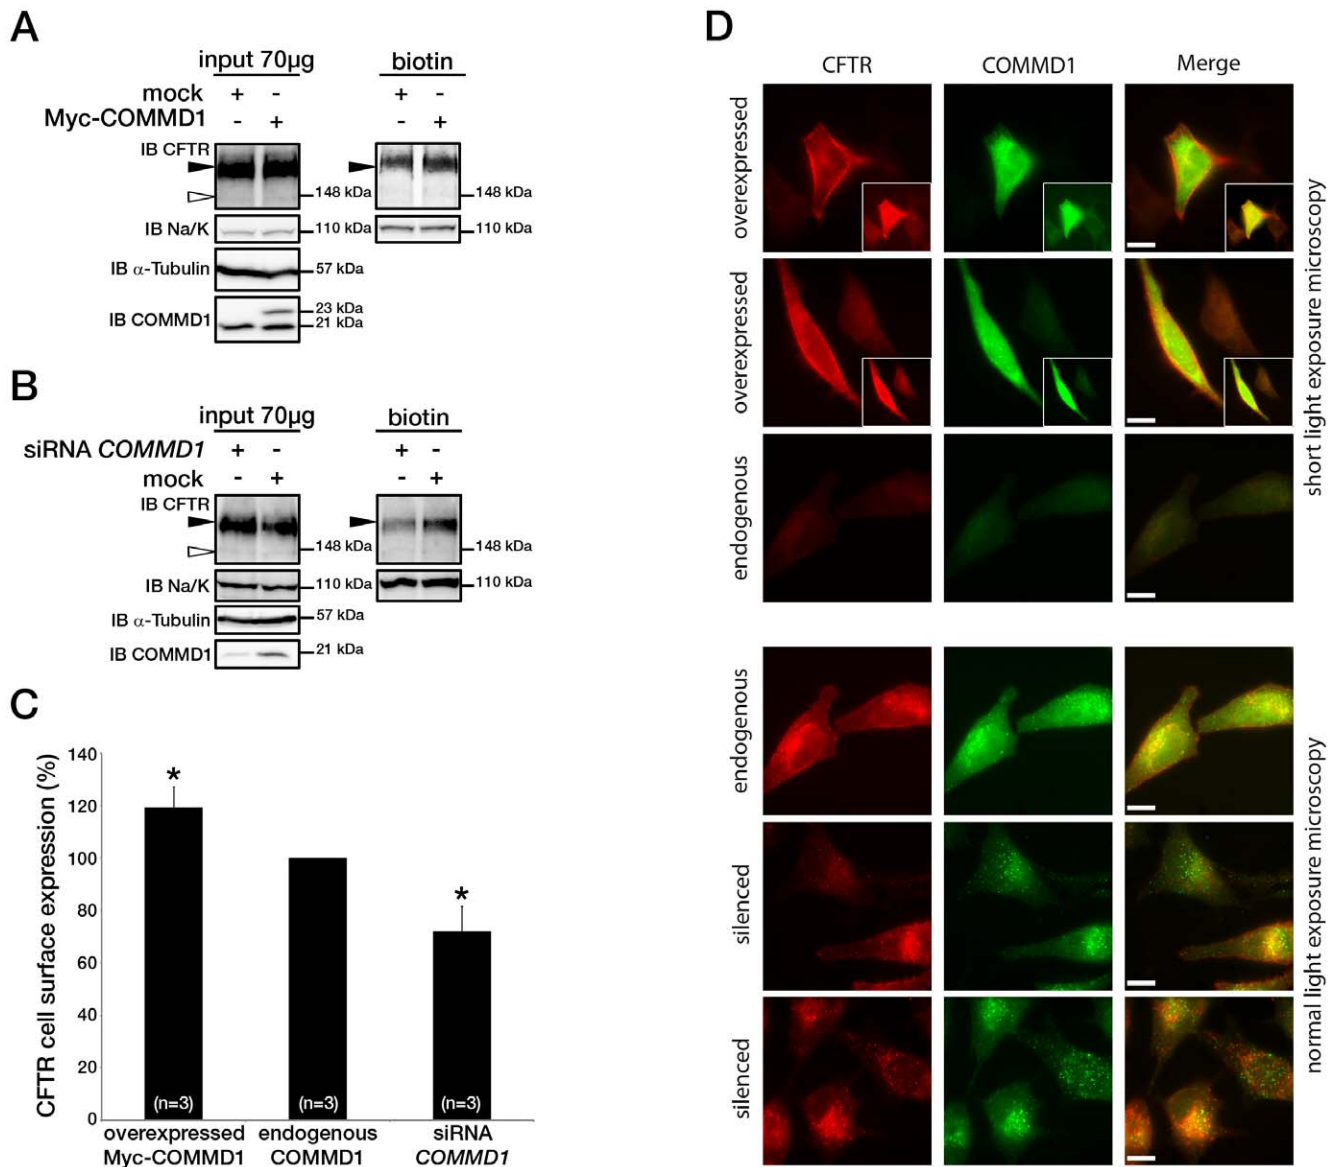 A
input 70µg
biotin
mock + - + -
Myc-COMMD1 - + - +
IB CFTR
148 kDa
148 kDa
IB Na/K
110 kDa
110 kDa
IB α-Tubulin
57 kDa
IB COMMD1
23 kDa
21 kDa
B
input 70µg
biotin
siRNA COMMD1 + - + -
mock - + - +
IB CFTR
148 kDa
148 kDa
IB Na/K
110 kDa
110 kDa
IB α-Tubulin
57 kDa
IB COMMD1
21 kDa
C
CFTR cell surface expression (%)
140
120
100
80
60
40
20
0
*
*
(n=3)
(n=3)
(n=3)
overexpressed
Myc-COMMD1
endogenous
COMMD1
siRNA
COMMD1
D
CFTR
COMMD1
Merge
overexpressed
overexpressed
endogenous
short light exposure microscopy
endogenous
silenced
silenced
normal light exposure microscopy